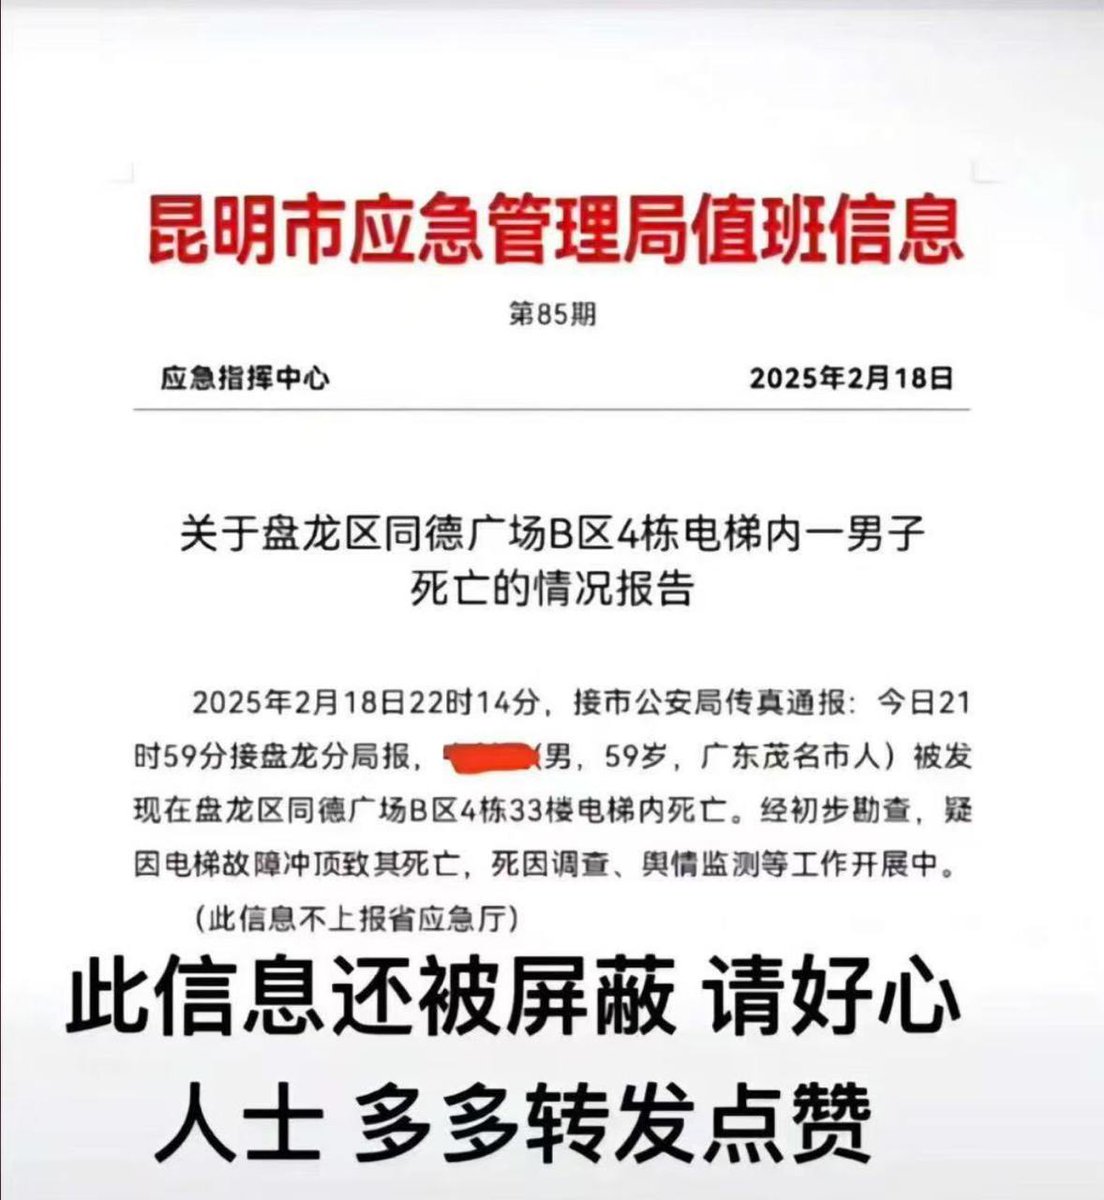 昆明市应急管理局值班信息
第85期
应急指挥中心 2025年2月18日
关于盘龙区同德广场B区4栋电梯内一男子
死亡的情况报告
2025年2月18日22时14分，接市公安局传真通报：今日21
时59分接盘龙分局报，(男，59岁，广东茂名市人）被发
现在盘龙区同德广场B区4栋33楼电梯内死亡。经初步勘查，疑
因电梯故障冲顶致其死亡，死因调查、舆情监测等工作开展中。
（此信息不上报省应急厅）
此信息还被屏蔽 请好心
人士 多多转发点赞